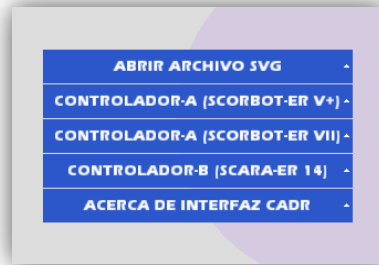 ABRIR ARCHIVO SVG
CONTROLADOR-A (SCORBOT-ER V+)
CONTROLADOR-A (SCORBOT-ER VII)
CONTROLADOR-B (SCARA-ER 14)
ACERCA DE INTERFAZ CADR